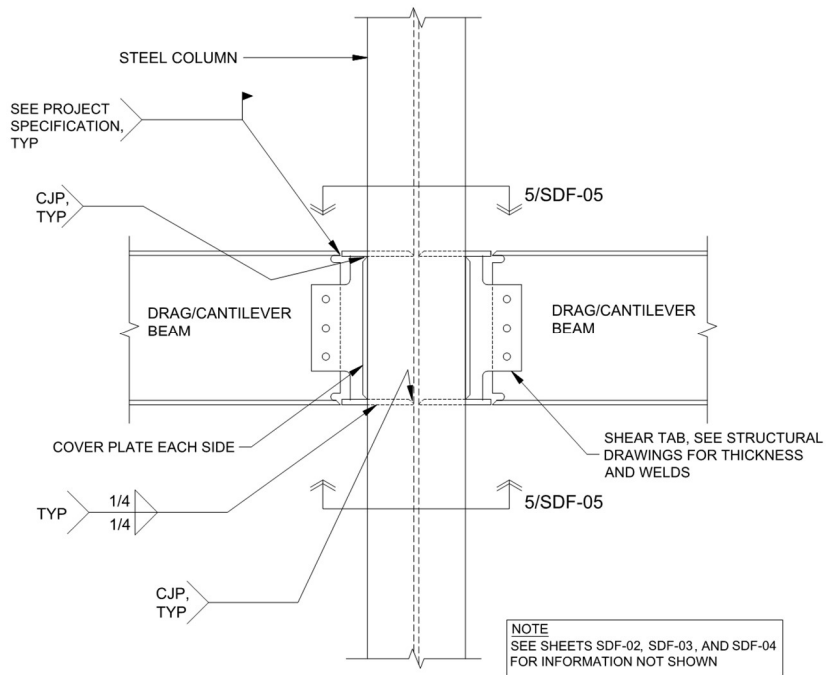 STEEL COLUMN
SEE PROJECT
SPECIFICATION,
TYP
5/SDF-05
CJP,
TYP
DRAG/CANTILEVER
BEAM
DRAG/CANTILEVER
BEAM
COVER PLATE EACH SIDE
SHEAR TAB, SEE STRUCTURAL
DRAWINGS FOR THICKNESS
AND WELDS
TYP
1/4
1/4
5/SDF-05
CJP,
TYP
NOTE
SEE SHEETS SDF-02, SDF-03, AND SDF-04
FOR INFORMATION NOT SHOWN